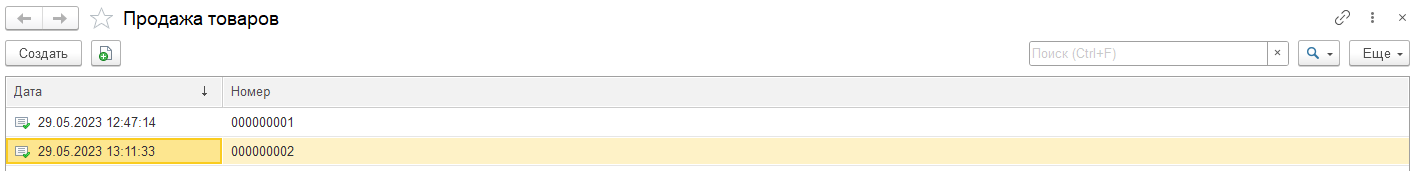 Продажа товаров
Создать Поиск (Ctrl+F) × Еще
Дата ↓ Номер
29.05.2023 12:47:14 000000001
29.05.2023 13:11:33 000000002